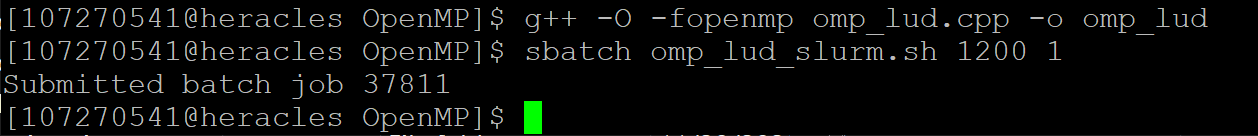 [107270541@heracles OpenMP]$ g++ -O -fopenmp omp_lud.cpp -o omp_lud
[107270541@heracles OpenMP]$ sbatch omp_lud_slurm.sh 1200 1
Submitted batch job 37811
[107270541@heracles OpenMP]$